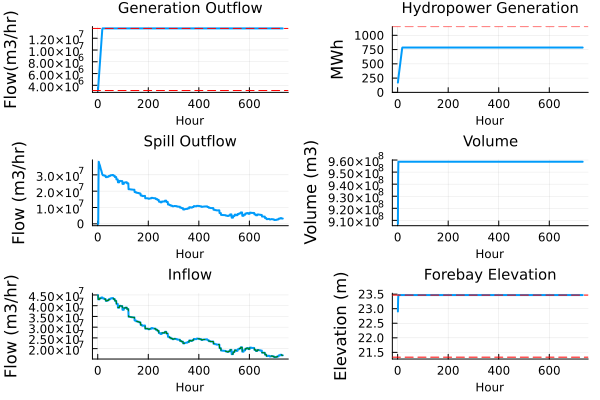 Generation Outflow
Flow(m3/hr)
1.20×10⁷
1.00×10⁷
8.00×10⁶
6.00×10⁶
4.00×10⁶
0 200 400 600
Hour
Hydropower Generation
MWh
1000
750
500
250
0
0 200 400 600
Hour
Spill Outflow
Flow (m3/hr)
3.0×10⁷
2.0×10⁷
1.0×10⁷
0
0 200 400 600
Hour
Volume
Volume (m3)
9.60×10⁸
9.50×10⁸
9.40×10⁸
9.30×10⁸
9.20×10⁸
9.10×10⁸
0 200 400 600
Hour
Inflow
Flow (m3/hr)
4.50×10⁷
4.00×10⁷
3.50×10⁷
3.00×10⁷
2.50×10⁷
2.00×10⁷
0 200 400 600
Hour
Forebay Elevation
Elevation (m)
23.5
23.0
22.5
22.0
21.5
0 200 400 600
Hour